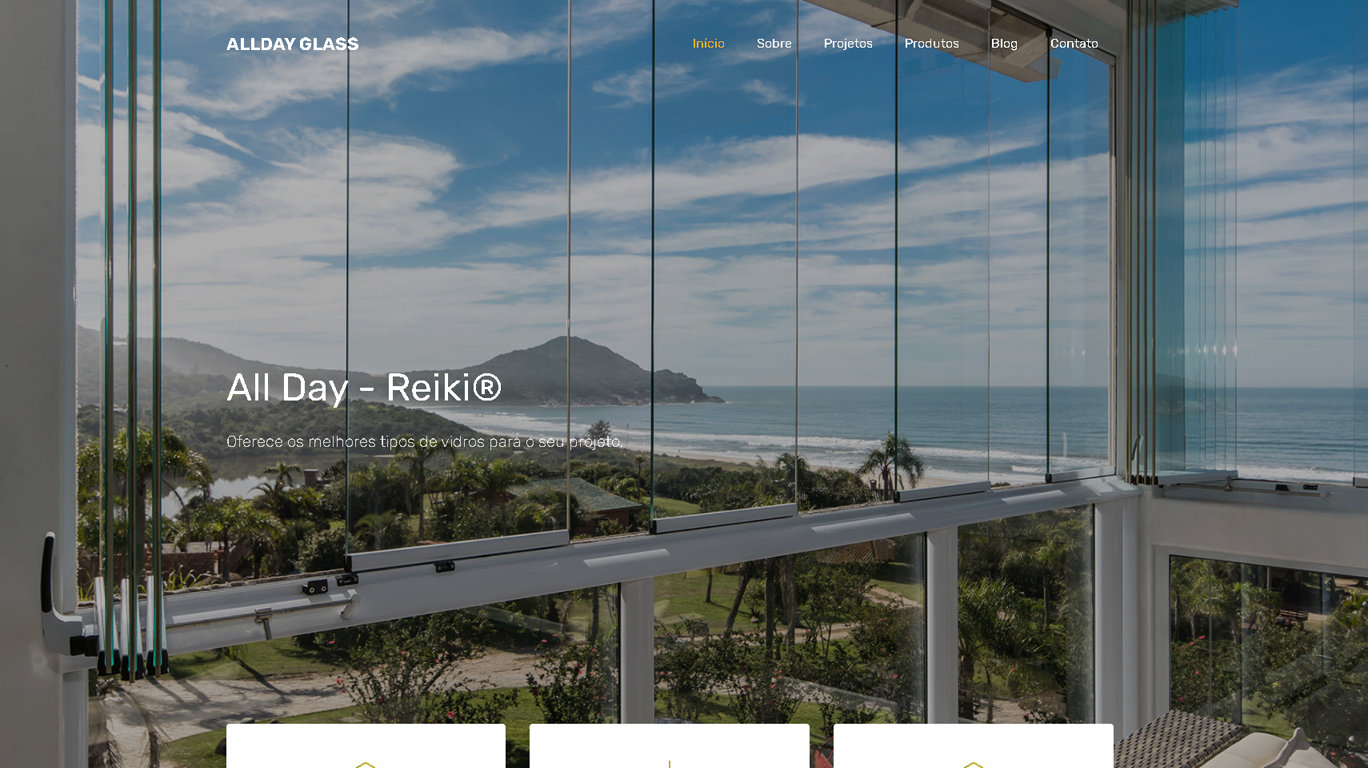 ALLDAY GLASS
Início
Sobre
Projetos
Produtos
Blog
Contato
All Day - Reiki®
Oferece os melhores tipos de vidros para o seu projeto.